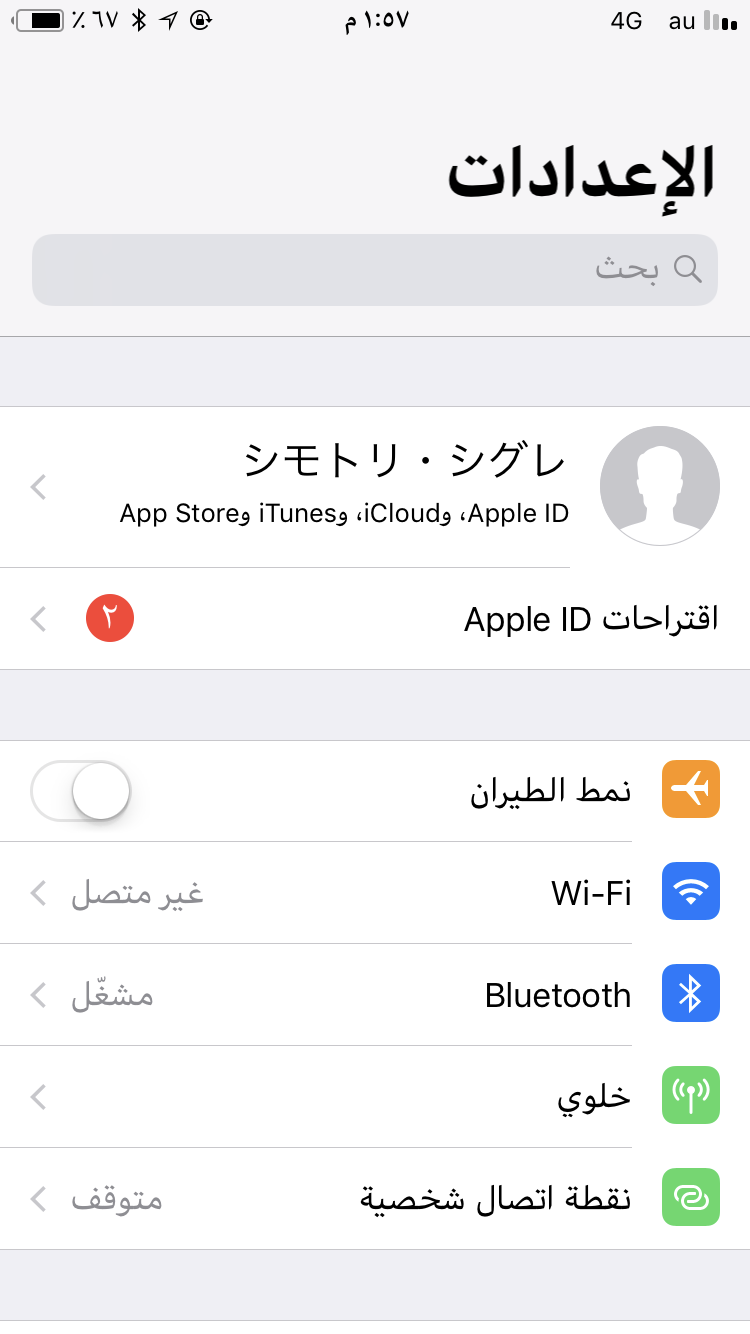 au 4G ١:٥٧ م ٦٧ ٪
الإعدادات
بحث
シモトリ・シグレ
Apple ID، وiCloud، وiTunes وApp Store
اقتراحات Apple ID ٢
نمط الطيران
Wi-Fi غير متصل
Bluetooth مشغّل
خلوي
نقطة اتصال شخصية متوقف